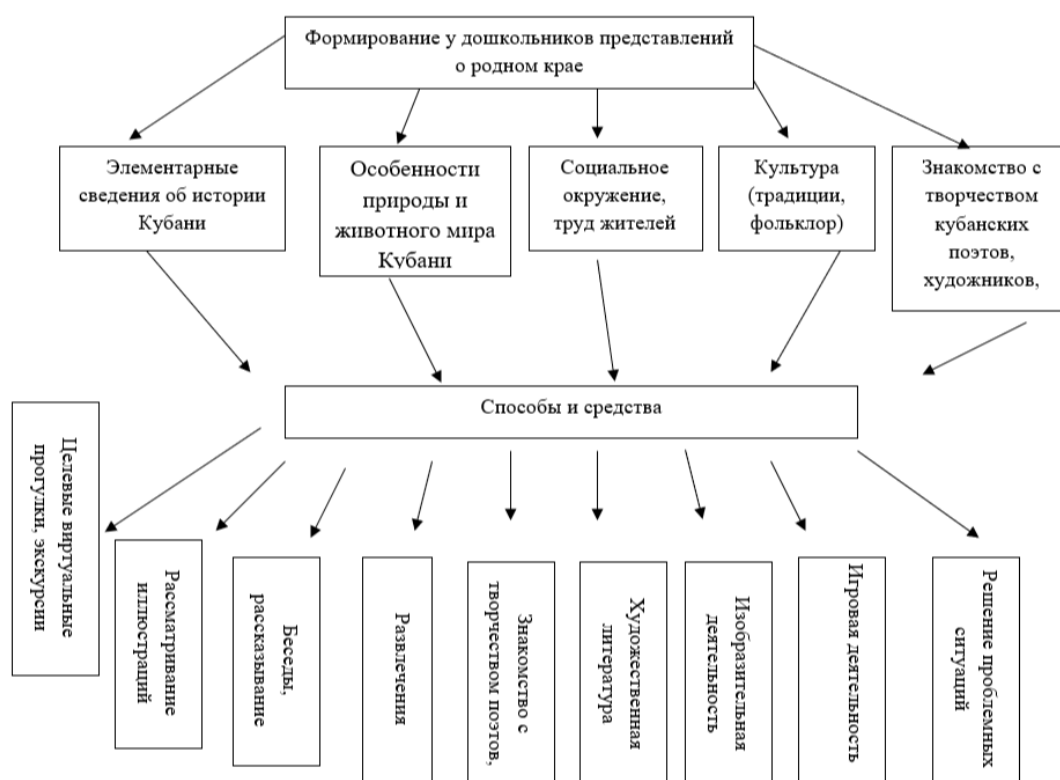 Формирование у дошкольников представлений
о родном крае
Элементарные
сведения об истории
Кубани
Особенности
природы и
животного мира
Кубани
Социальное
окружение,
труд жителей
Культура
(традиции,
фольклор)
Знакомство с
творчеством
кубанских
поэтов,
художников,
Способы и средства
Целевые виртуальные
прогулки, экскурсии
Рассматривание
иллюстраций
Беседы,
рассказывание
Развлечения
Знакомство с
творчеством поэтов,
Художественная
литература
Изобразительная
деятельность
Игровая деятельность
Решение проблемных
ситуаций